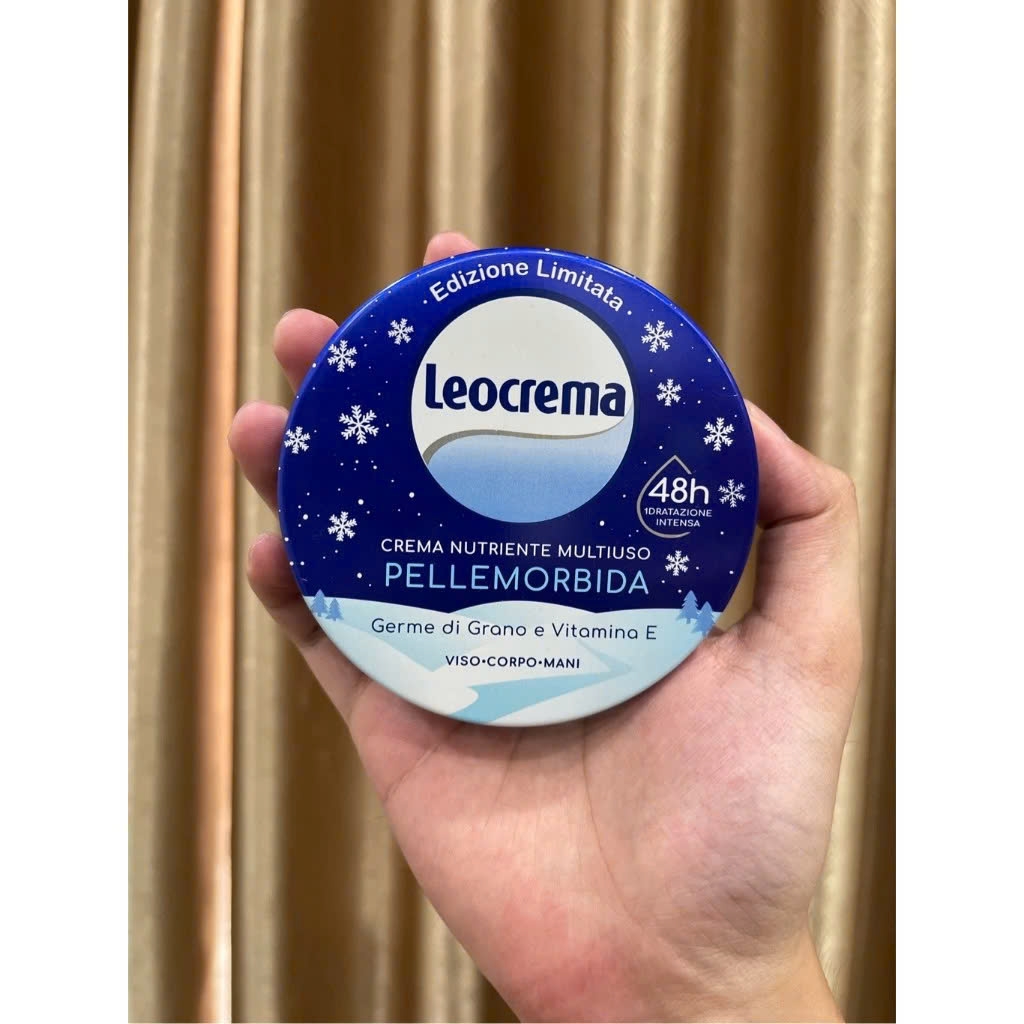 Edizione Limitata
Leocrema
48h
IDRATAZIONE
INTENSA
CREMA NUTRIENTE MULTIUSO
PELLEMORBIDA
Germe di Grano e Vitamina E
VISO•CORPO•MANI